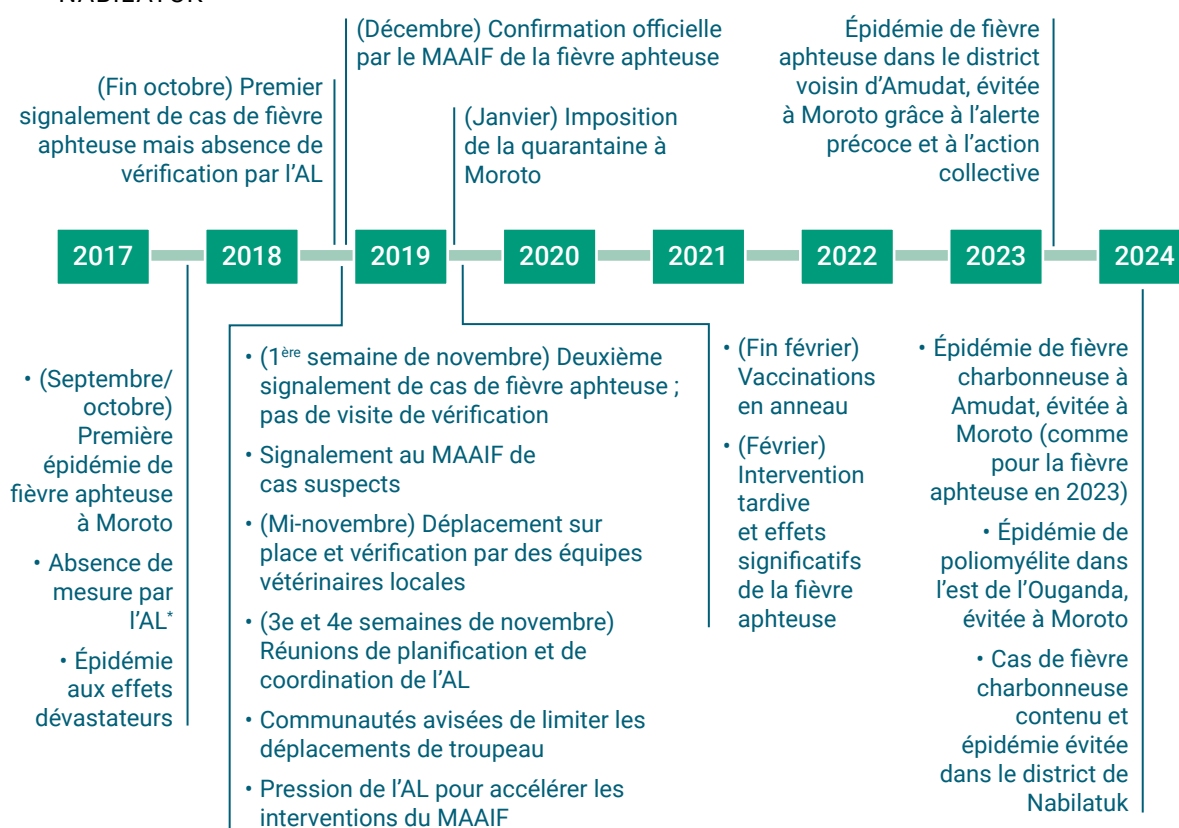 NABILATUK
(Fin octobre) Premier
signalement de cas de fièvre
aphteuse mais absence de
vérification par l'AL
(Décembre) Confirmation officielle
par le MAAIF de la fièvre aphteuse
(Janvier) Imposition
de la quarantaine à
Moroto
Épidémie de fièvre
aphteuse dans le district
voisin d'Amudat, évitée
à Moroto grâce à l'alerte
précoce et à l'action
collective
2017
2018
2019
2020
2021
2022
2023
2024
• (Septembre/
octobre)
Première
épidémie de
fièvre aphteuse
à Moroto
• Absence de
mesure par
l'AL*
• Épidémie
aux effets
dévastateurs
• (1ère semaine de novembre) Deuxième
signalement de cas de fièvre aphteuse ;
pas de visite de vérification
• Signalement au MAAIF de
cas suspects
• (Mi-novembre) Déplacement sur
place et vérification par des équipes
vétérinaires locales
• (3e et 4e semaines de novembre)
Réunions de planification et de
coordination de l'AL
• Communautés avisées de limiter les
déplacements de troupeau
• Pression de l'AL pour accélérer les
interventions du MAAIF
• (Fin février)
Vaccinations
en anneau
• (Février)
Intervention
tardive
et effets
significatifs
de la fièvre
aphteuse
• Épidémie de fièvre
charbonneuse à
Amudat, évitée à
Moroto (comme
pour la fièvre
aphteuse en 2023)
• Épidémie de
poliomyélite dans
l'est de l'Ouganda,
évitée à Moroto
• Cas de fièvre
charbonneuse
contenu et
épidémie évitée
dans le district de
Nabilatuk